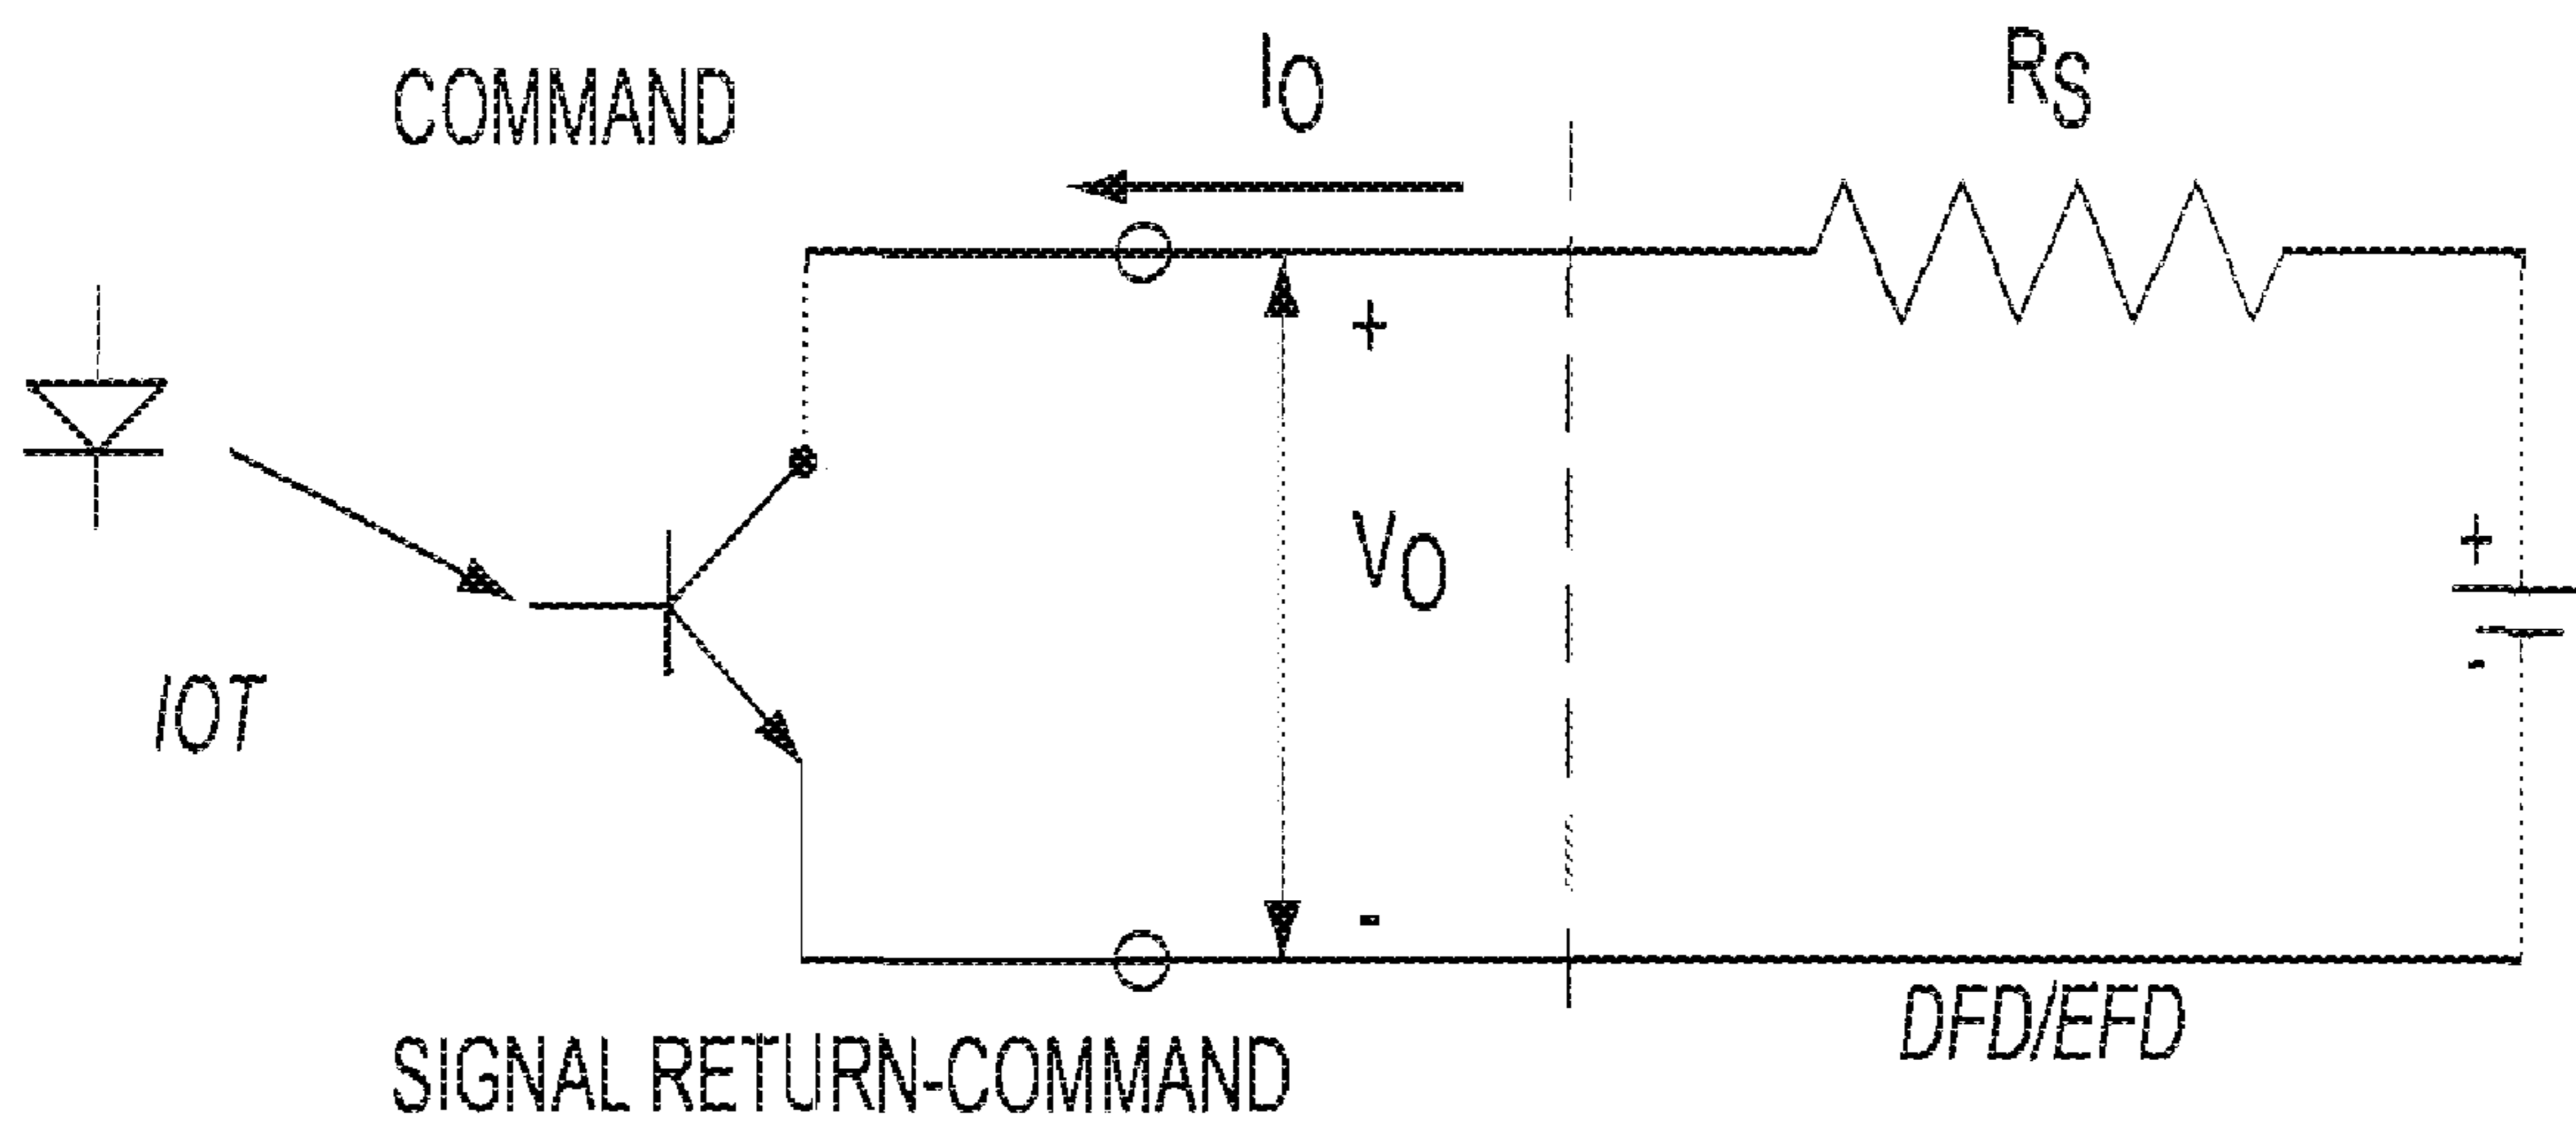 COMMAND
IO
RS
+
VO
+
-
IOT
-
DFD/EFD
SIGNAL RETURN-COMMAND